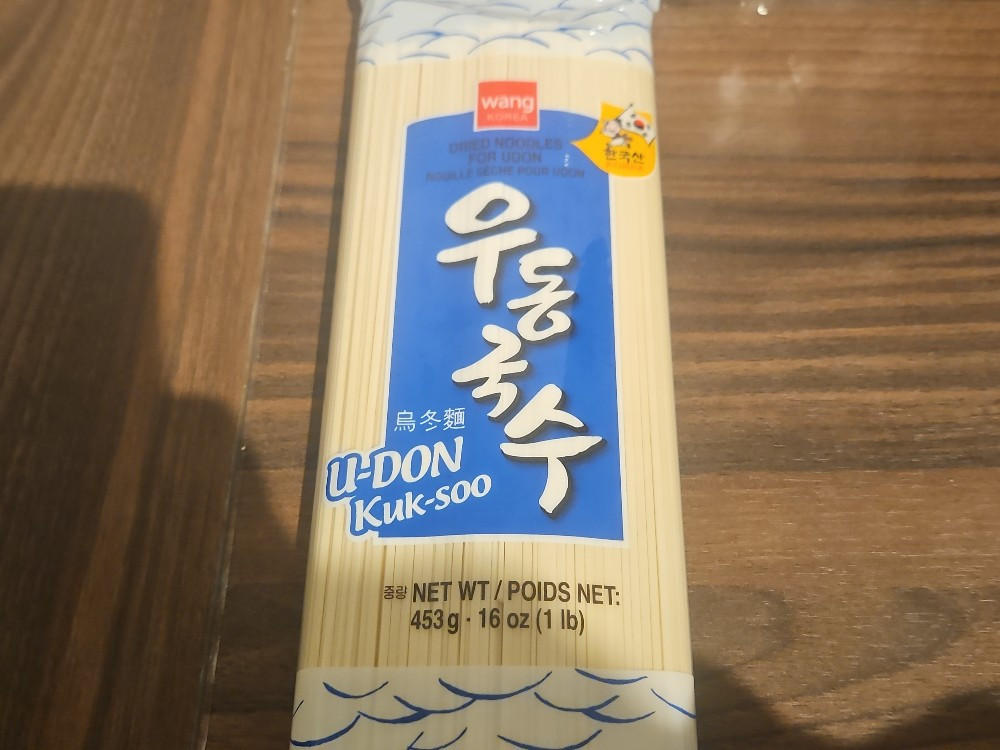 wang
KOREA
DRIED NOODLES
FOR UDON
NOUILLE SÈCHE POUR UDON
한국산
우동국수
烏冬麵
U-DON
Kuk-soo
중량 NET WT / POIDS NET:
453 g · 16 oz (1 lb)